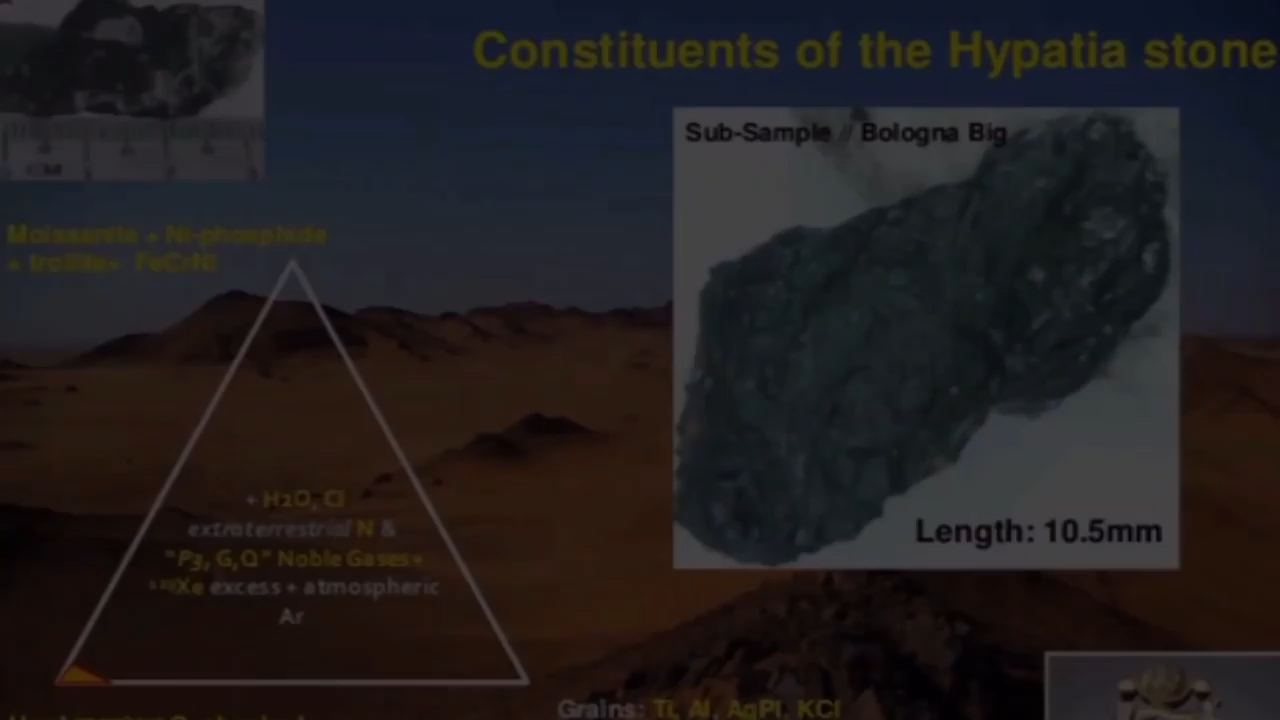 Constituents of the Hypatia stone
Sub-Sample // Bologna Big
Moissanite + Ni-phosphide
+ troilite+ FeCrNi
+ H2O, Cl
extraterrestrial N &
"P3, G,Q" Noble Gases+
Xe excess + atmospheric
Ar
Length: 10.5mm
Grains: Ti, Al, AgPI, KCl